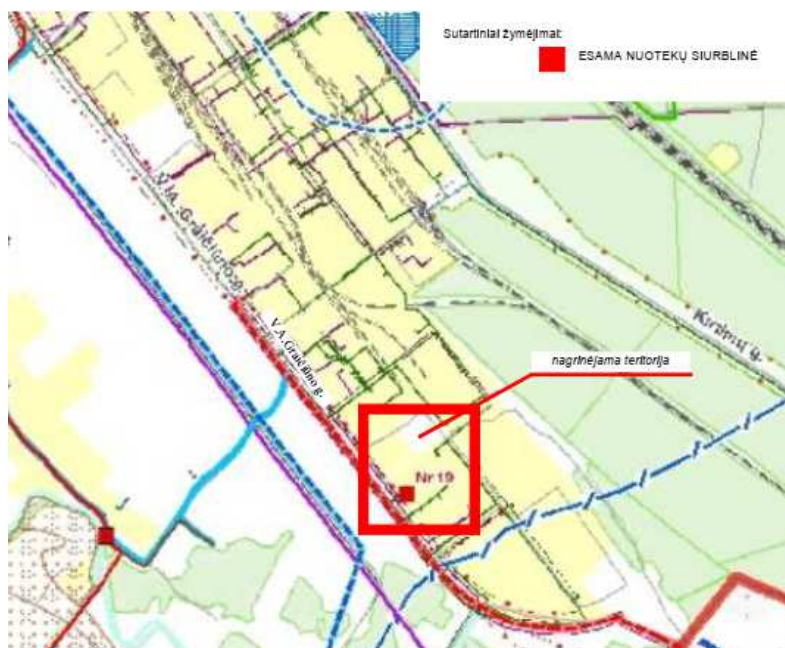 Sutartiniai žymėjimai:
ESAMA NUOTEKŲ SIURBLINĖ
V.A. Graičiūno g.
V.A.Graičiūno g.
Kirtimų g.
nagrinėjama teritorija
Nr 19